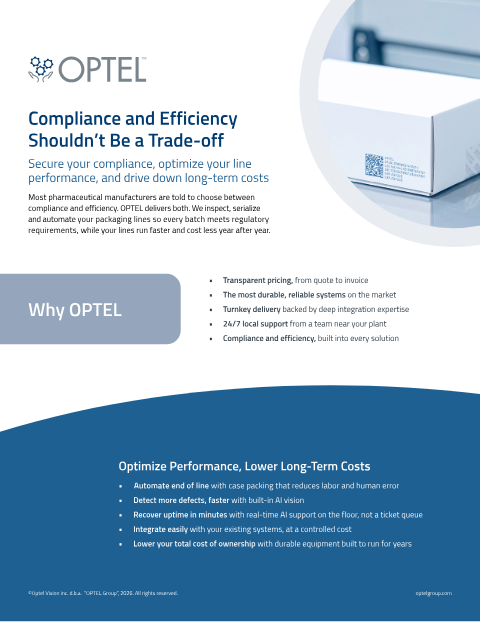 OPTEL™
Compliance and Efficiency
Shouldn't Be a Trade-off
Secure your compliance, optimize your line
performance, and drive down long-term costs
Most pharmaceutical manufacturers are told to choose between
compliance and efficiency. OPTEL delivers both. We inspect, serialize
and automate your packaging lines so every batch meets regulatory
requirements, while your lines run faster and cost less year after year.
Why OPTEL
• Transparent pricing, from quote to invoice
• The most durable, reliable systems on the market
• Turnkey delivery backed by deep integration expertise
• 24/7 local support from a team near your plant
• Compliance and efficiency, built into every solution
Optimize Performance, Lower Long-Term Costs
• Automate end of line with case packing that reduces labor and human error
• Detect more defects, faster with built-in AI vision
• Recover uptime in minutes with real-time AI support on the floor, not a ticket queue
• Integrate easily with your existing systems, at a controlled cost
• Lower your total cost of ownership with durable equipment built to run for years
©Optel Vision inc. d.b.a. "OPTEL Group", 2026. All rights reserved.
optelgroup.com